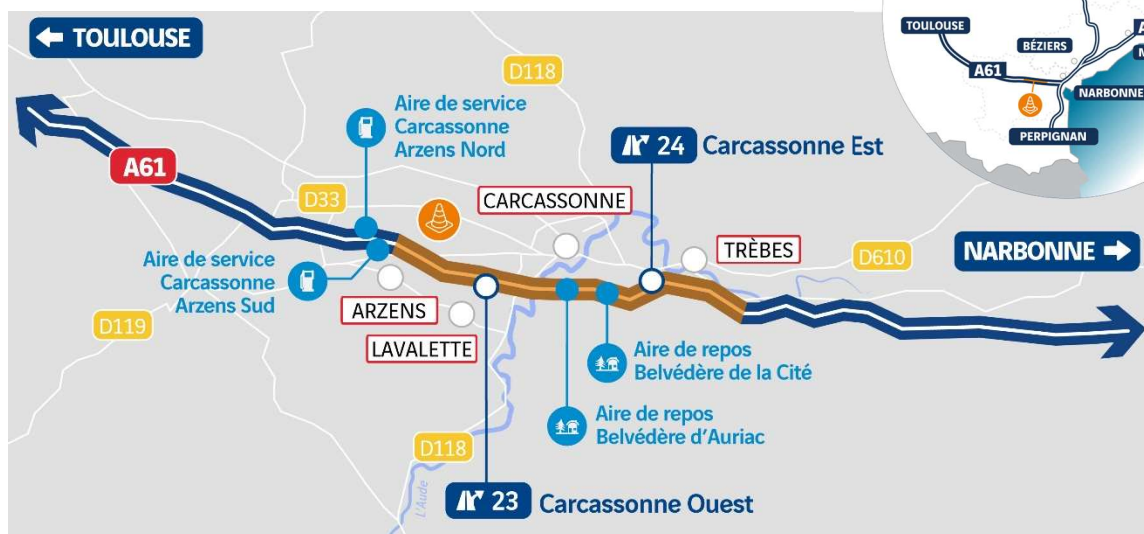 ← TOULOUSE
D118
Aire de service
Carcassonne
Arzens Nord
24 Carcassonne Est
TOULOUSE
BÉZIERS
A61
NARBONNE
PERPIGNAN
A61
D33
CARCASSONNE
TRÈBES
NARBONNE →
D610
Aire de service
Carcassonne
Arzens Sud
ARZENS
LAVALETTE
D119
Aire de repos
Belvédère de la Cité
Aire de repos
Belvédère d'Auriac
D118
L'Aude
23 Carcassonne Ouest